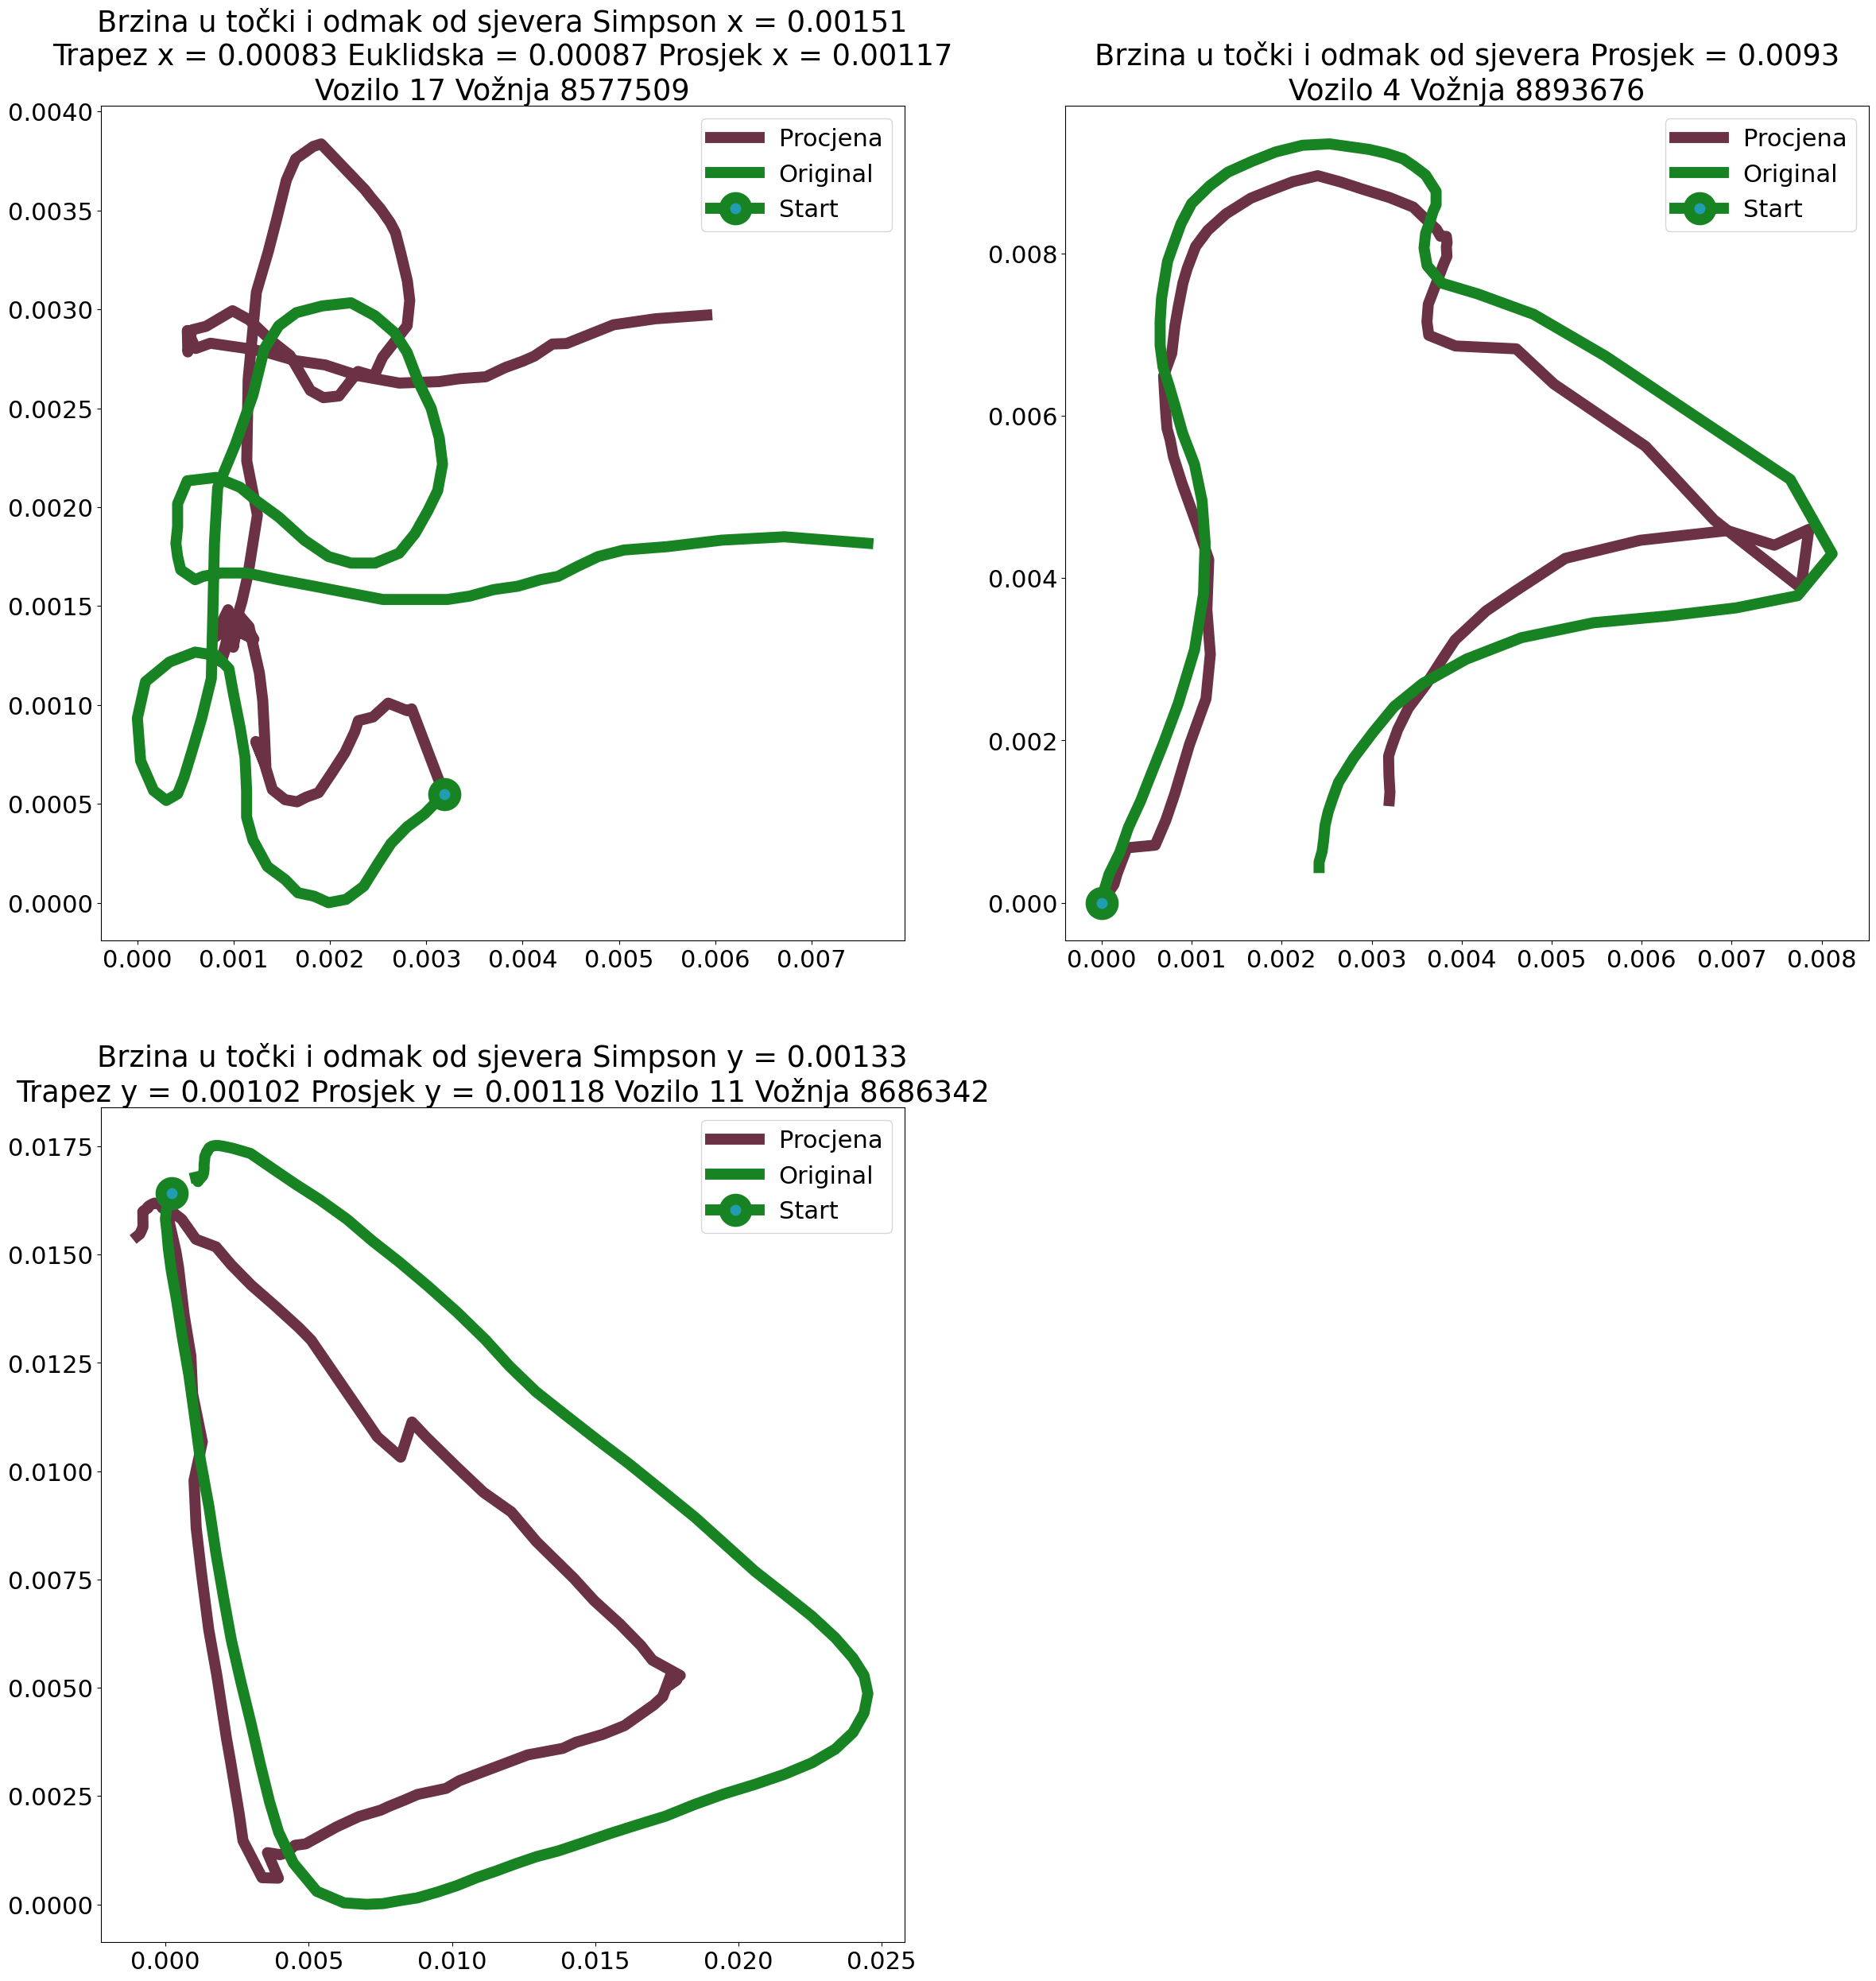 Brzina u točki i odmak od sjevera Simpson x = 0.00151
Trapez x = 0.00083 Euklidska = 0.00087 Prosjek x = 0.00117
Vozilo 17 Vožnja 8577509
0.0040
0.0035
0.0030
0.0025
0.0020
0.0015
0.0010
0.0005
0.0000
0.000 0.001 0.002 0.003 0.004 0.005 0.006 0.007
Procjena
Original
Start
Brzina u točki i odmak od sjevera Prosjek = 0.0093
Vozilo 4 Vožnja 8893676
0.008
0.006
0.004
0.002
0.000
0.000 0.001 0.002 0.003 0.004 0.005 0.006 0.007 0.008
Procjena
Original
Start
Brzina u točki i odmak od sjevera Simpson y = 0.00133
Trapez y = 0.00102 Prosjek y = 0.00118 Vozilo 11 Vožnja 8686342
0.0175
0.0150
0.0125
0.0100
0.0075
0.0050
0.0025
0.0000
0.000 0.005 0.010 0.015 0.020 0.025
Procjena
Original
Start